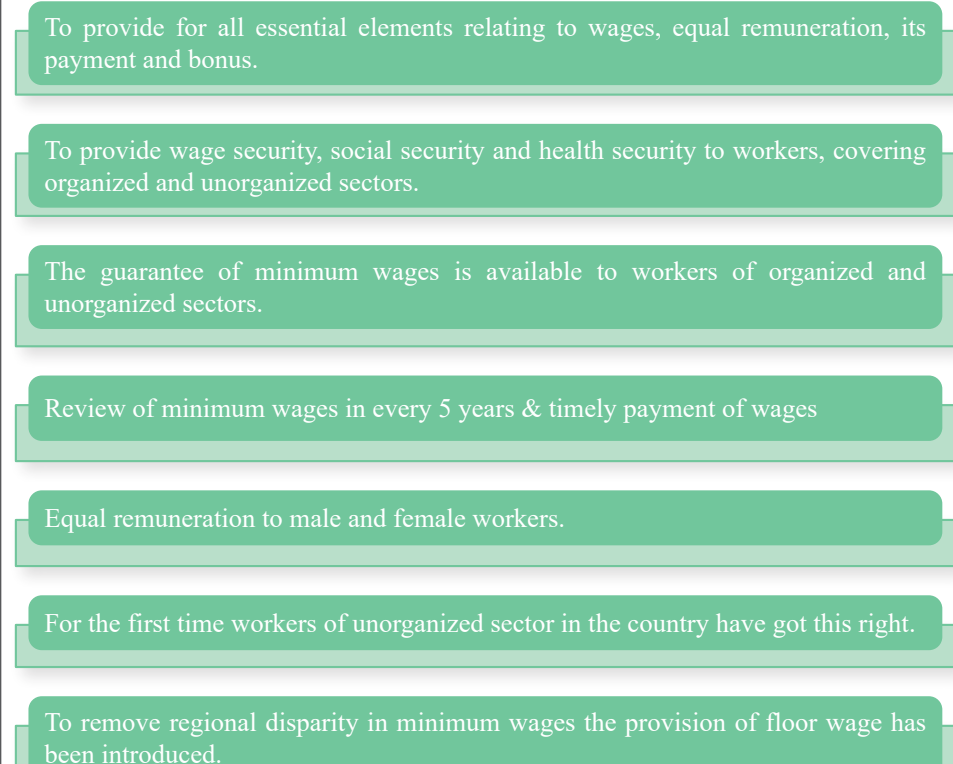 To provide for all essential elements relating to wages, equal remuneration, its
payment and bonus.
To provide wage security, social security and health security to workers, covering
organized and unorganized sectors.
The guarantee of minimum wages is available to workers of organized and
unorganized sectors.
Review of minimum wages in every 5 years & timely payment of wages
Equal remuneration to male and female workers.
For the first time workers of unorganized sector in the country have got this right.
To remove regional disparity in minimum wages the provision of floor wage has
been introduced.